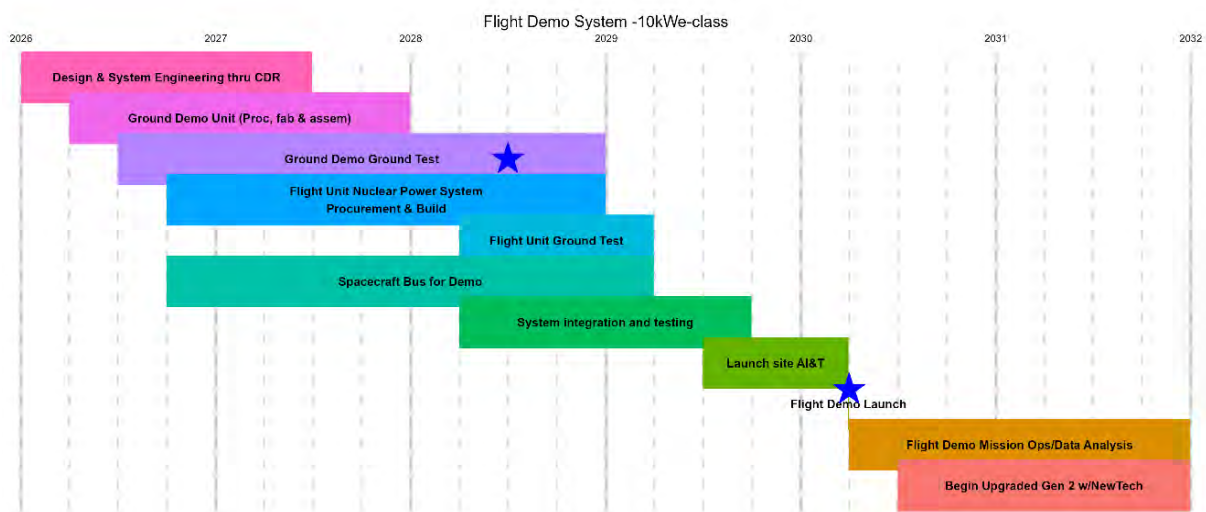 Flight Demo System -10kWe-class
2026 2027 2028 2029 2030 2031 2032
Design & System Engineering thru CDR
Ground Demo Unit (Proc, fab & assem)
Ground Demo Ground Test
Flight Unit Nuclear Power System
Procurement & Build
Flight Unit Ground Test
Spacecraft Bus for Demo
System integration and testing
Launch site AI&T
Flight Demo Launch
Flight Demo Mission Ops/Data Analysis
Begin Upgraded Gen 2 w/NewTech